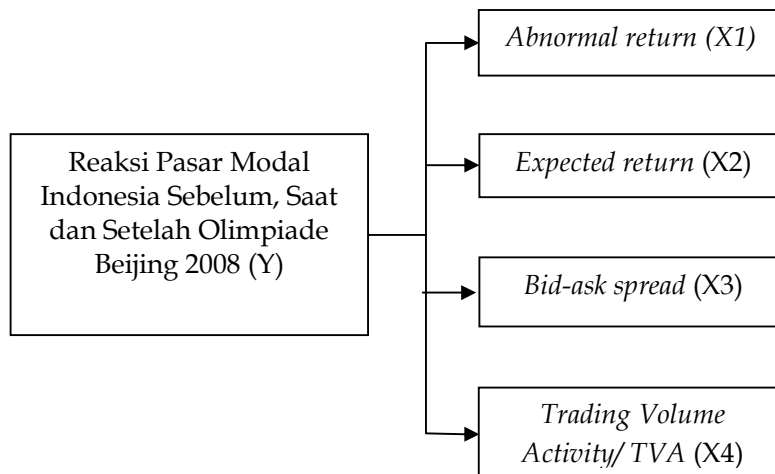 Abnormal return (X1)
Reaksi Pasar Modal
Indonesia Sebelum, Saat
dan Setelah Olimpiade
Beijing 2008 (Y)
Expected return (X2)
Bid-ask spread (X3)
Trading Volume
Activity/ TVA (X4)